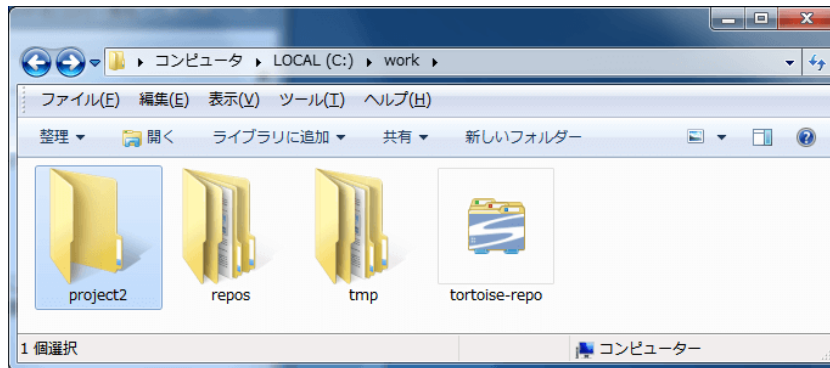 コンピュータ ▸ LOCAL (C:) ▸ work ▸
ファイル(F) 編集(E) 表示(V) ツール(T) ヘルプ(H)
整理 ▼ 開く ライブラリに追加 ▼ 共有 ▼ 新しいフォルダー
project2 repos tmp tortoise-repo
1 個選択 コンピューター